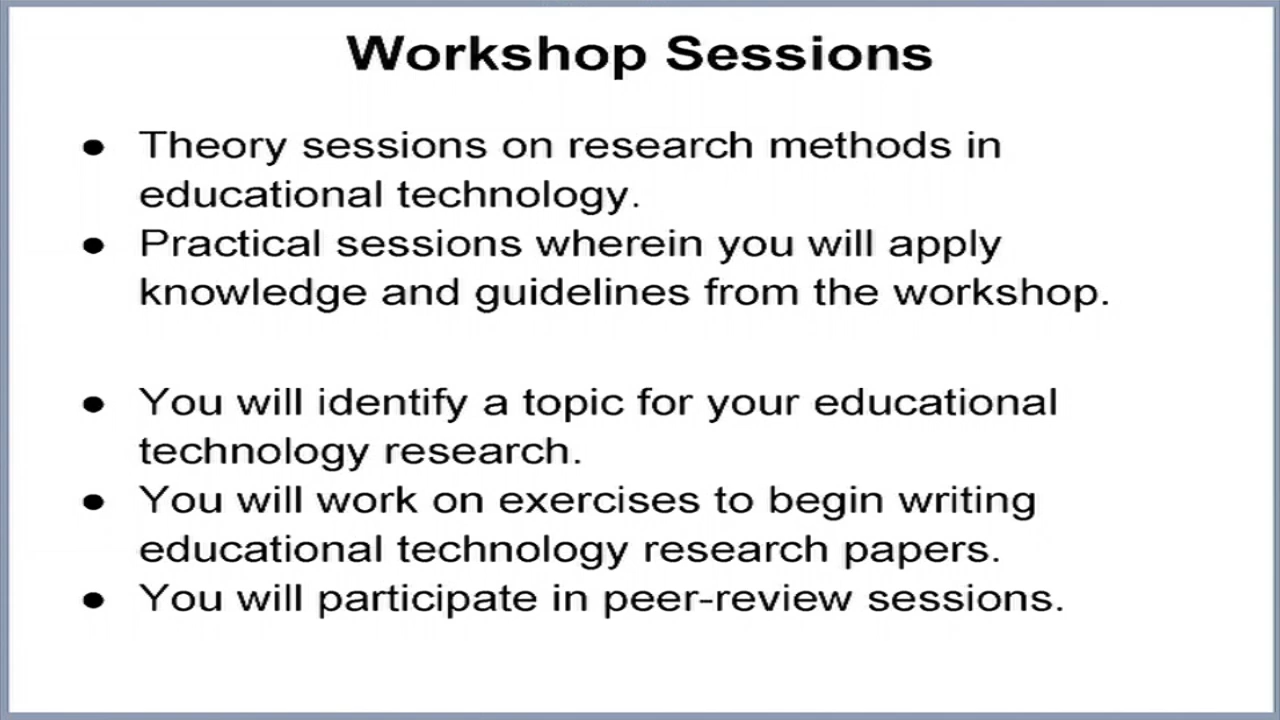 Workshop Sessions
● Theory sessions on research methods in
educational technology.
● Practical sessions wherein you will apply
knowledge and guidelines from the workshop.
● You will identify a topic for your educational
technology research.
● You will work on exercises to begin writing
educational technology research papers.
● You will participate in peer-review sessions.